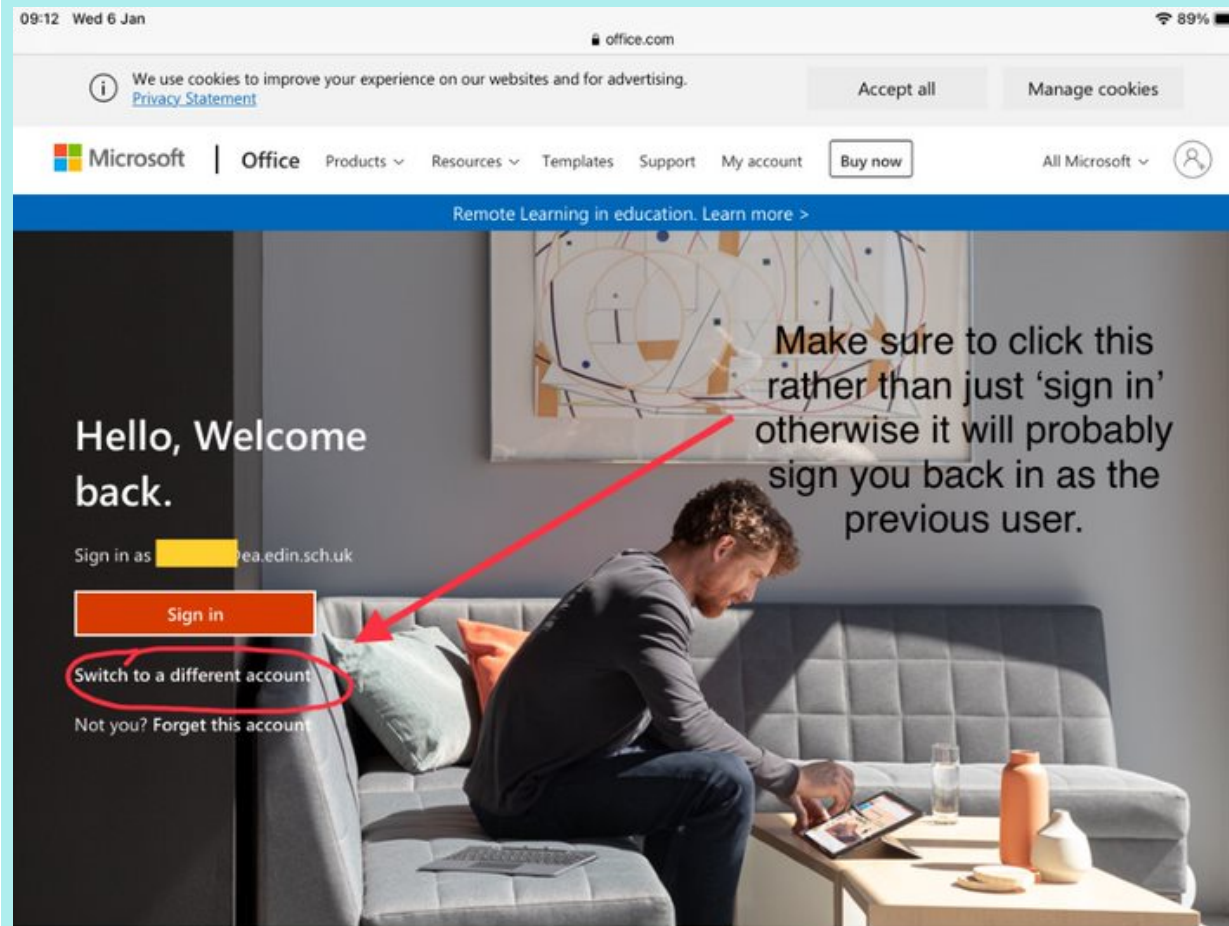 09:12 Wed 6 Jan
89%
office.com
We use cookies to improve your experience on our websites and for advertising.
Privacy Statement
Accept all
Manage cookies
Microsoft
Office
Products
Resources
Templates
Support
My account
Buy now
All Microsoft
Remote Learning in education. Learn more >
Make sure to click this
rather than just ‘sign in’
otherwise it will probably
sign you back in as the
previous user.
Hello, Welcome
back.
Sign in as ea.edin.sch.uk
Sign in
Switch to a different account
Not you? Forget this account